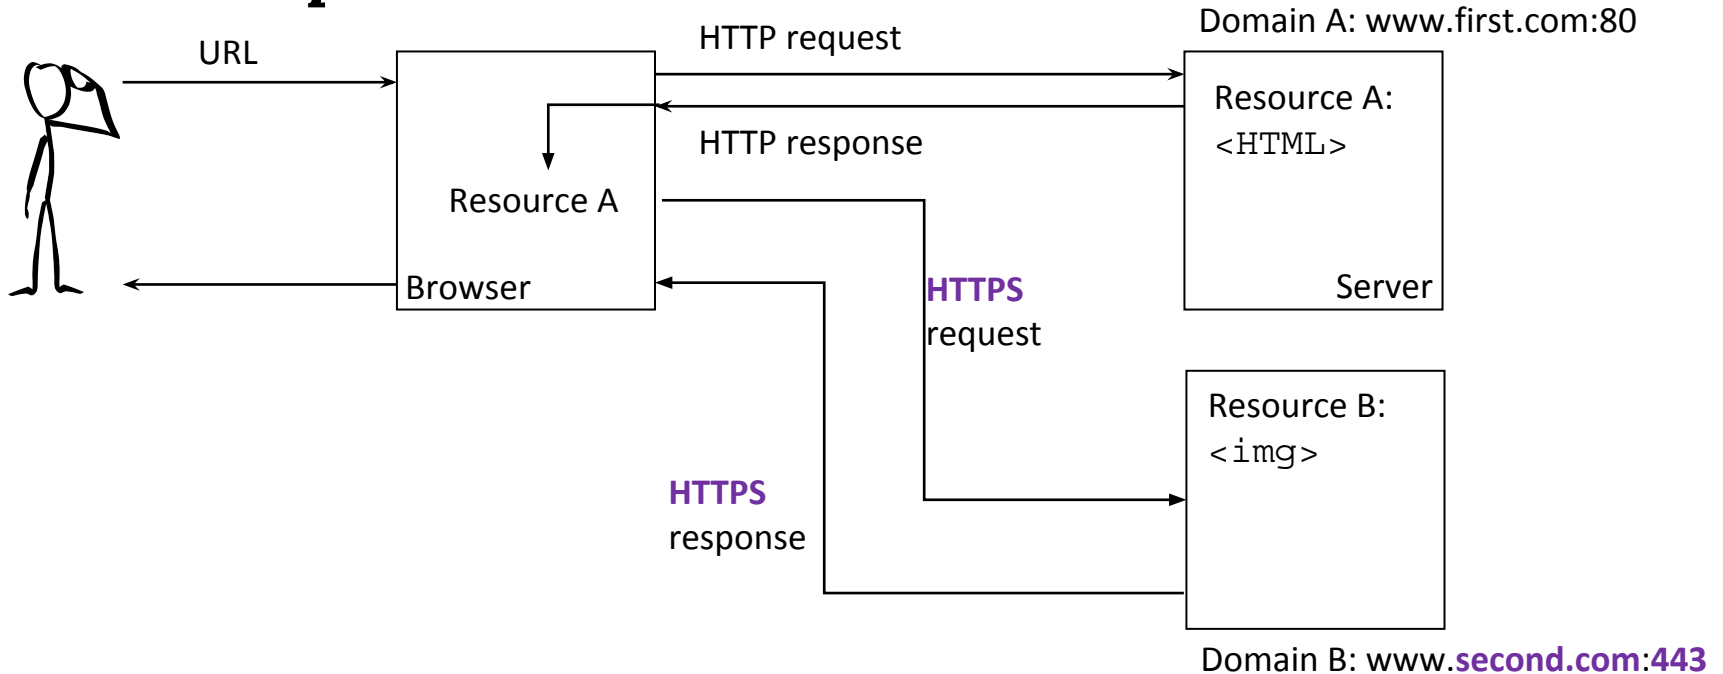 URL
HTTP request
Domain A: www.first.com:80
Resource A:
<HTML>
HTTP response
Resource A
Browser
Server
HTTPS
request
Resource B:
<img>
HTTPS
response
Domain B: www.second.com:443